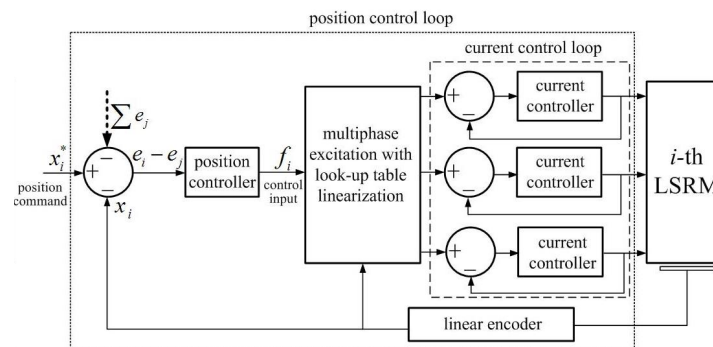 position control loop
current control loop
∑ e_j
x_i^*
position
command
+
−
−
x_i
e_i − e_j
position
controller
f_i
control
input
multiphase
excitation with
look-up table
linearization
+
−
current
controller
+
−
current
controller
+
−
current
controller
i-th
LSRM
linear encoder